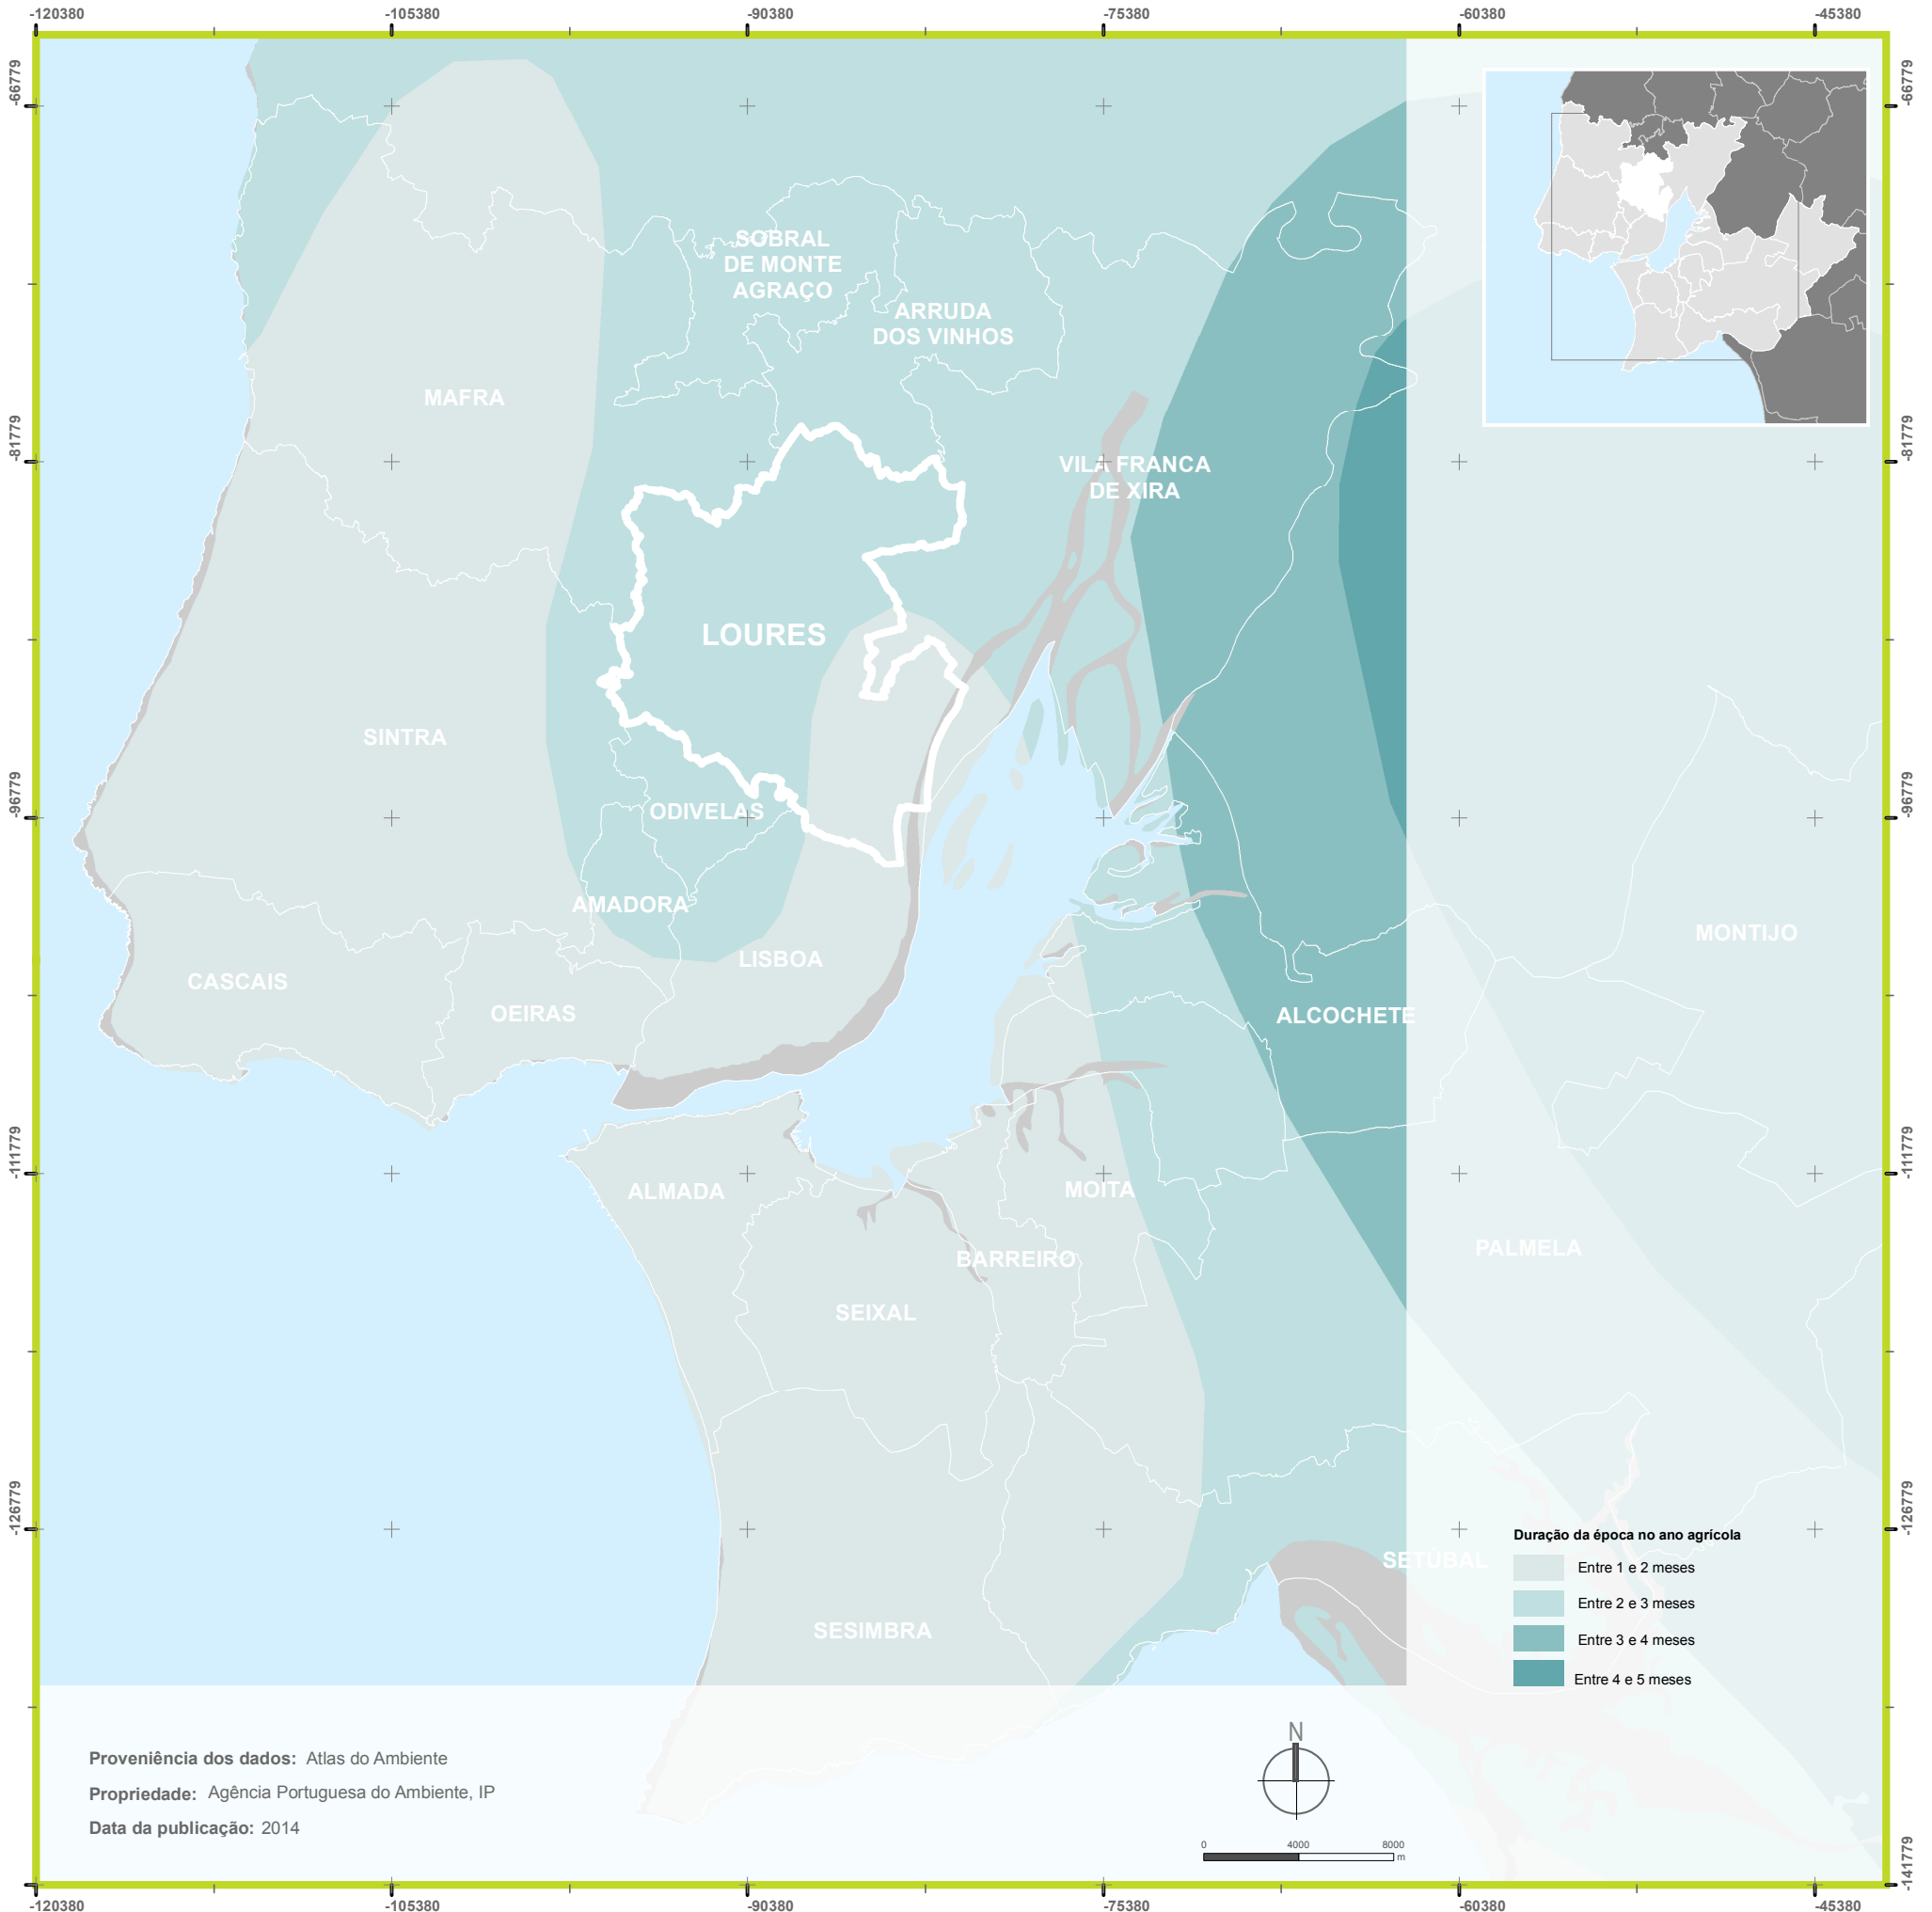 -120380 -105380 -90380 -75380 -60380 -45380
-66779 -66779
SOBRAL
DE MONTE
AGRAÇO
ARRUDA
DOS VINHOS
MAFRA
-81779 -81779
VILA FRANCA
DE XIRA
LOURES
SINTRA
-96779 -96779
ODIVELAS
AMADORA
MONTIJO
LISBOA
CASCAIS
OEIRAS
ALCOCHETE
-111779 -111779
ALMADA
MOITA
PALMELA
BARREIRO
SEIXAL
-126779 -126779
Duração da época no ano agrícola
SETÚBAL
Entre 1 e 2 meses
Entre 2 e 3 meses
SESIMBRA
Entre 3 e 4 meses
Entre 4 e 5 meses
N
Proveniência dos dados: Atlas do Ambiente
Propriedade: Agência Portuguesa do Ambiente, IP
Data da publicação: 2014
0 4000 8000
m
-141779
-120380 -105380 -90380 -75380 -60380 -45380